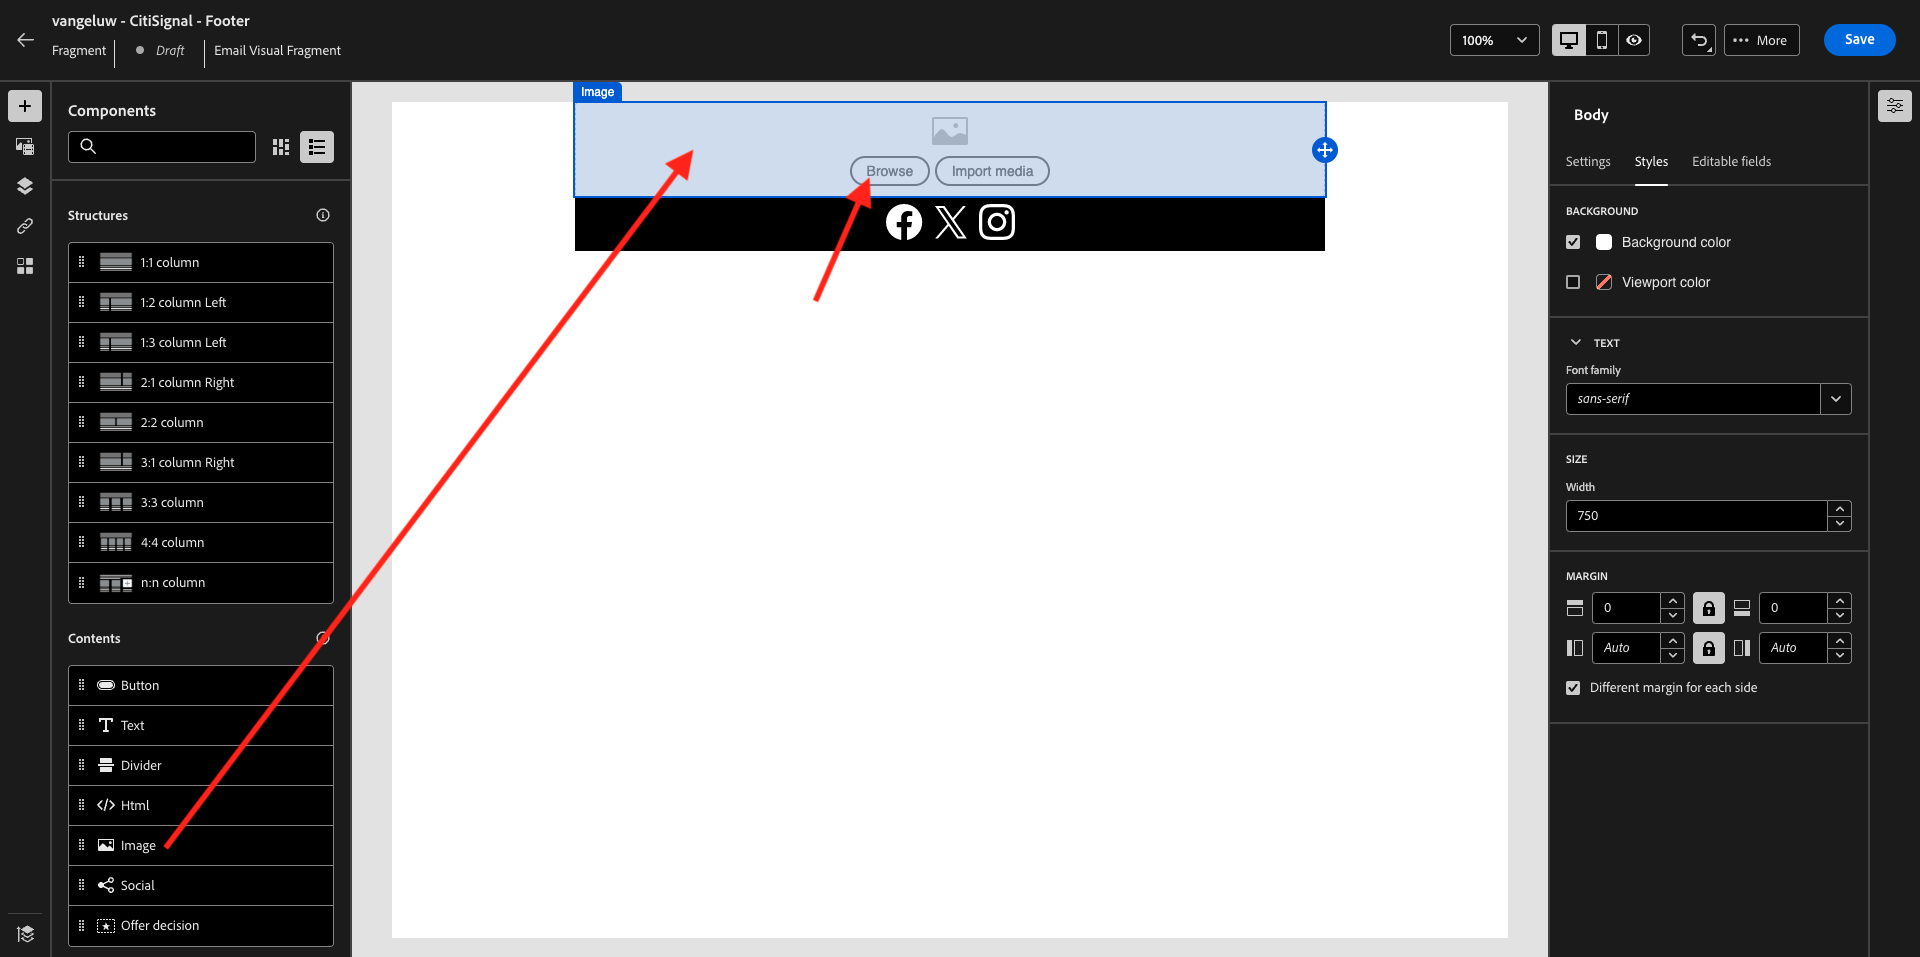 vangeluw - CitiSignal - Footer
Fragment
Draft
Email Visual Fragment
100%
More
Save
Components
Structures
1:1 column
1:2 column Left
1:3 column Left
2:1 column Right
2:2 column
3:1 column Right
3:3 column
4:4 column
n:n column
Contents
Button
Text
Divider
Html
Image
Social
Offer decision
Image
Browse
Import media
Body
Settings
Styles
Editable fields
BACKGROUND
Background color
Viewport color
TEXT
Font family
sans-serif
SIZE
Width
750
MARGIN
0
0
Auto
Auto
Different margin for each side